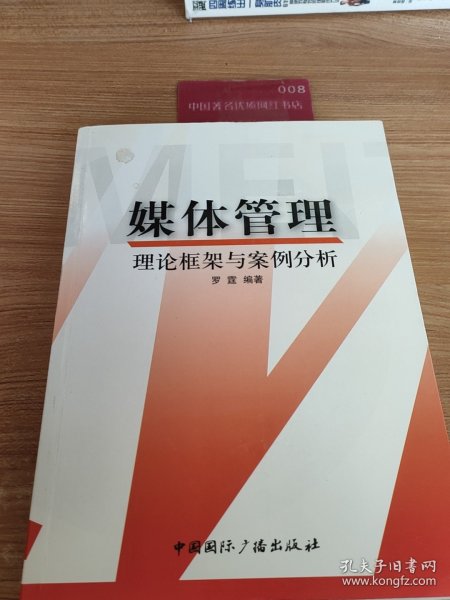 008
中国著名优质网红书店
MEIT
媒体管理
理论框架与案例分析
罗霆 编著
中国国际广播出版社
孔夫子旧书网
www.kongfz.com